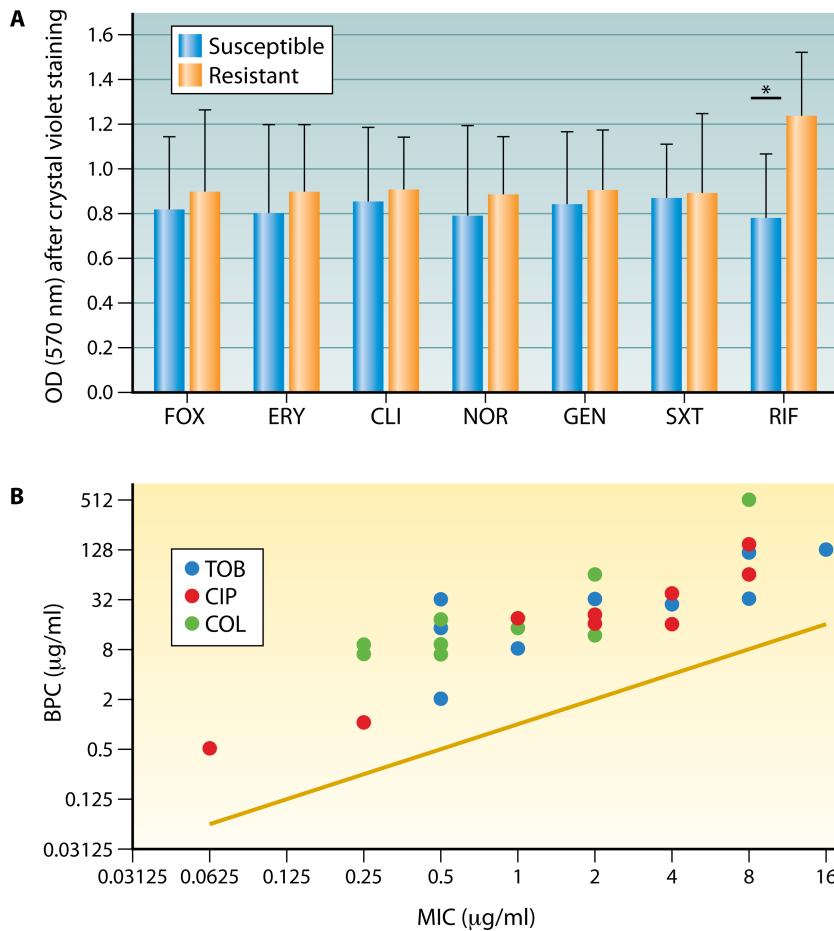 A
OD (570 nm) after crystal violet staining
1.6
1.4
1.2
1.0
0.8
0.6
0.4
0.2
0.0
Susceptible
Resistant
*
FOX ERY CLI NOR GEN SXT RIF
B
BPC (μg/ml)
512
128
32
8
2
0.5
0.125
0.03125
TOB
CIP
COL
0.03125 0.0625 0.125 0.25 0.5 1 2 4 8 16
MIC (μg/ml)